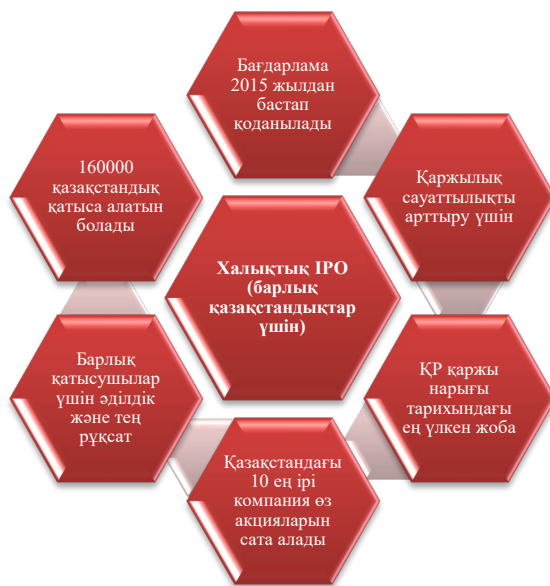 Бағдарлама
2015 жылдан
бастап
қоданылады
Қаржылық
сауаттылықты
арттыру үшін
ҚР қаржы
нарығы
тарихындағы
ең үлкен жоба
Қазақстандағы
10 ең ірі
компания өз
акцияларын
сата алады
Барлық
қатысушылар
үшін әділдік
және тең
рұқсат
160000
қазақстандық
қатыса алатын
болады
Халықтық IPO
(барлық
қазақстандықтар
үшін)